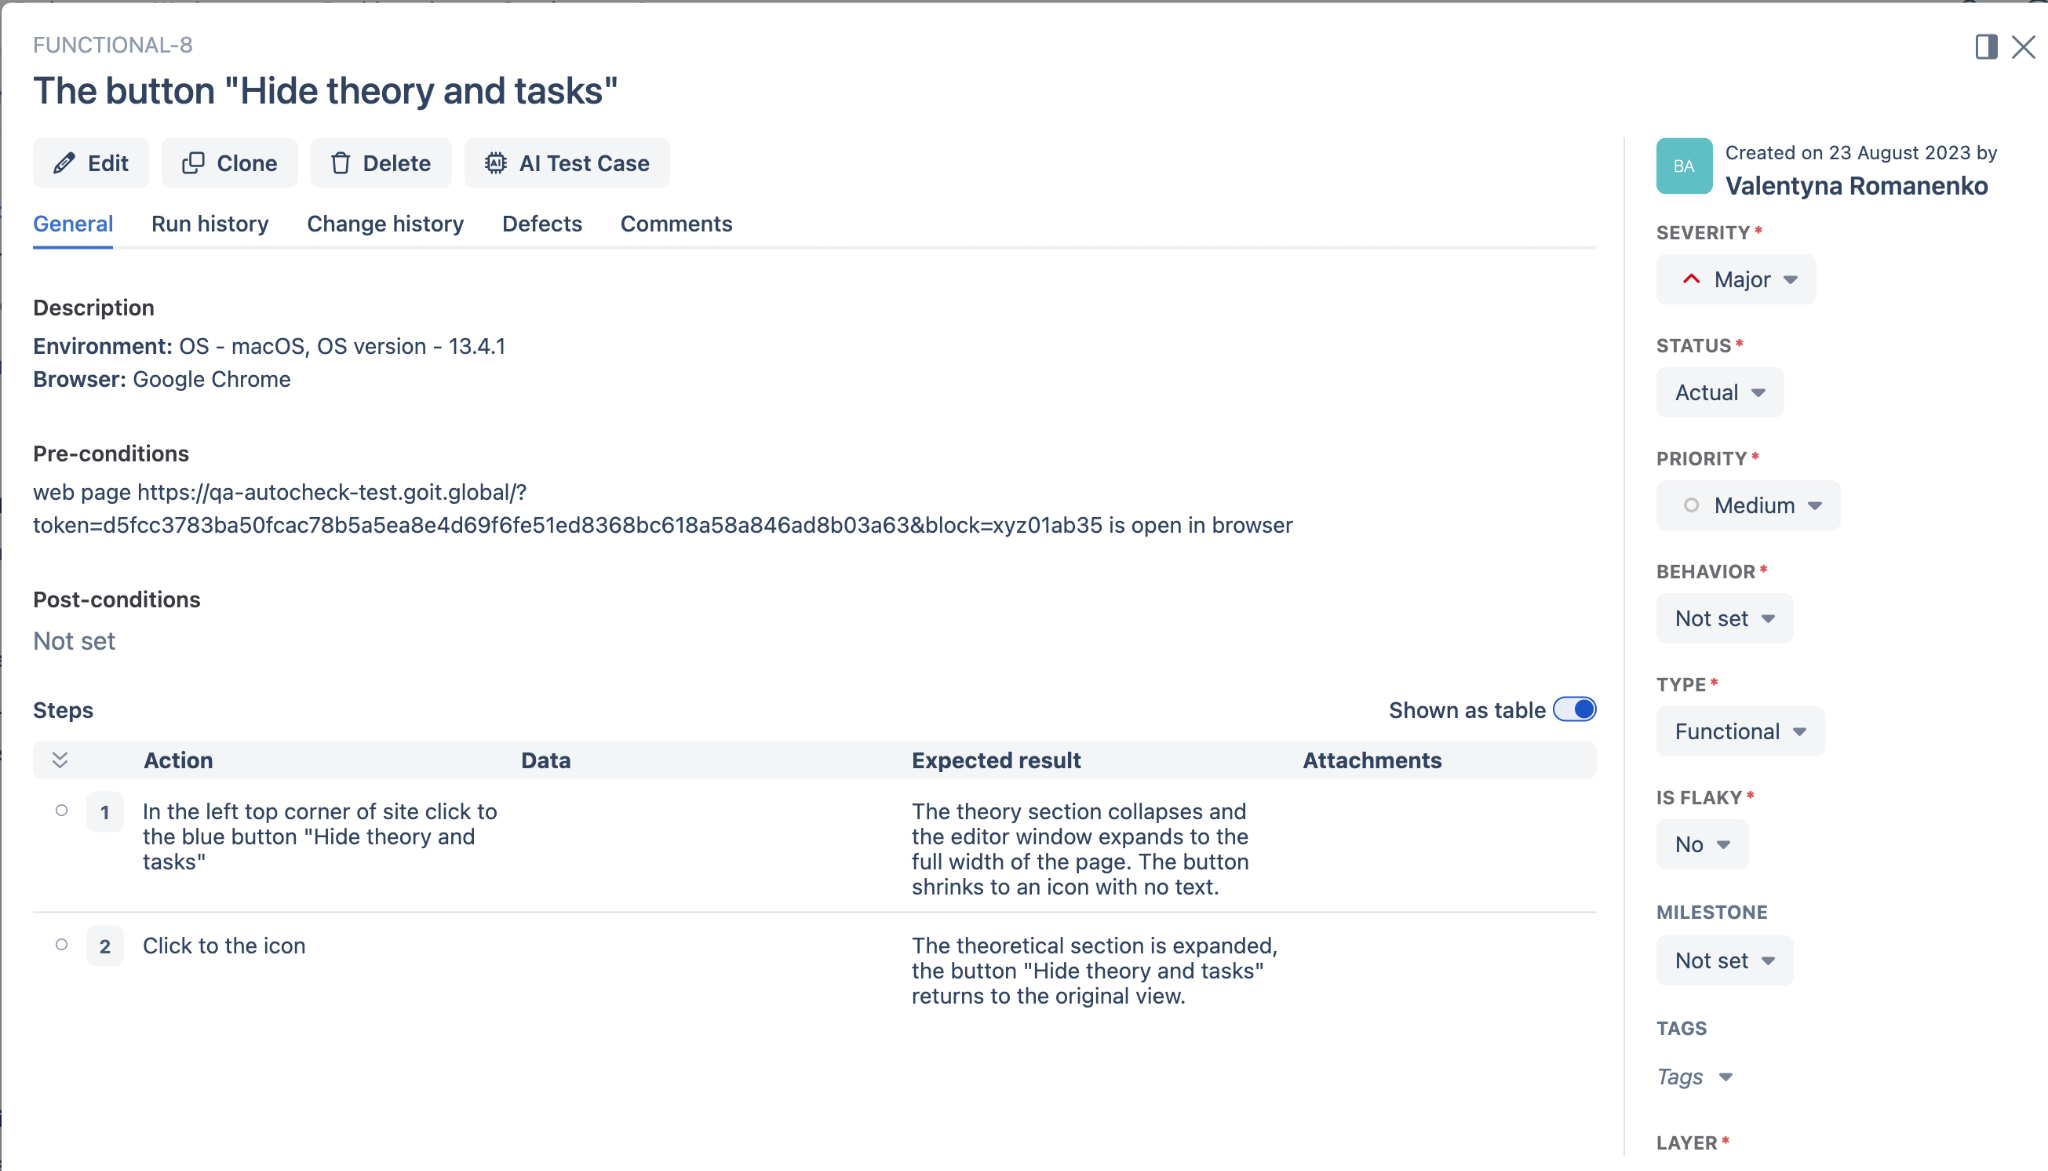 FUNCTIONAL-8
The button "Hide theory and tasks"
Edit
Clone
Delete
AI Test Case
General
Run history
Change history
Defects
Comments
Description
Environment: OS - macOS, OS version - 13.4.1
Browser: Google Chrome
Pre-conditions
web page https://qa-autocheck-test.goit.global/?
token=d5fcc3783ba50fcac78b5a5ea8e4d69f6fe51ed8368bc618a58a846ad8b03a63&block=xyz01ab35 is open in browser
Post-conditions
Not set
Steps
Shown as table
Action
Data
Expected result
Attachments
1
In the left top corner of site click to
the blue button "Hide theory and
tasks"
The theory section collapses and
the editor window expands to the
full width of the page. The button
shrinks to an icon with no text.
2
Click to the icon
The theoretical section is expanded,
the button "Hide theory and tasks"
returns to the original view.
BA
Created on 23 August 2023 by
Valentyna Romanenko
SEVERITY*
Major
STATUS*
Actual
PRIORITY*
Medium
BEHAVIOR*
Not set
TYPE*
Functional
IS FLAKY*
No
MILESTONE
Not set
TAGS
Tags
LAYER*